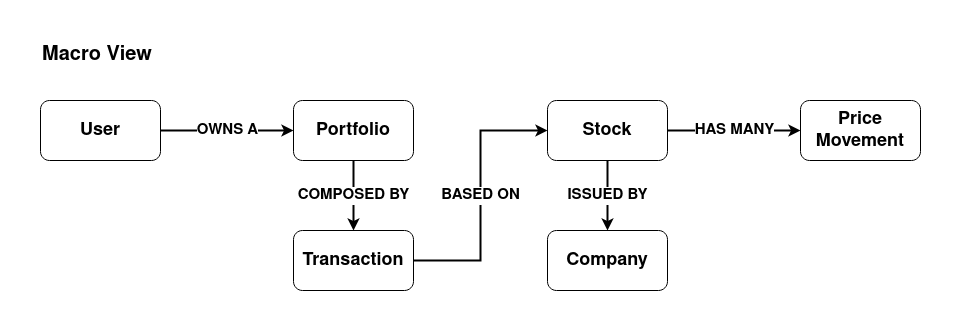 Macro View
User
OWNS A
Portfolio
Stock
HAS MANY
Price
Movement
COMPOSED BY
BASED ON
ISSUED BY
Transaction
Company